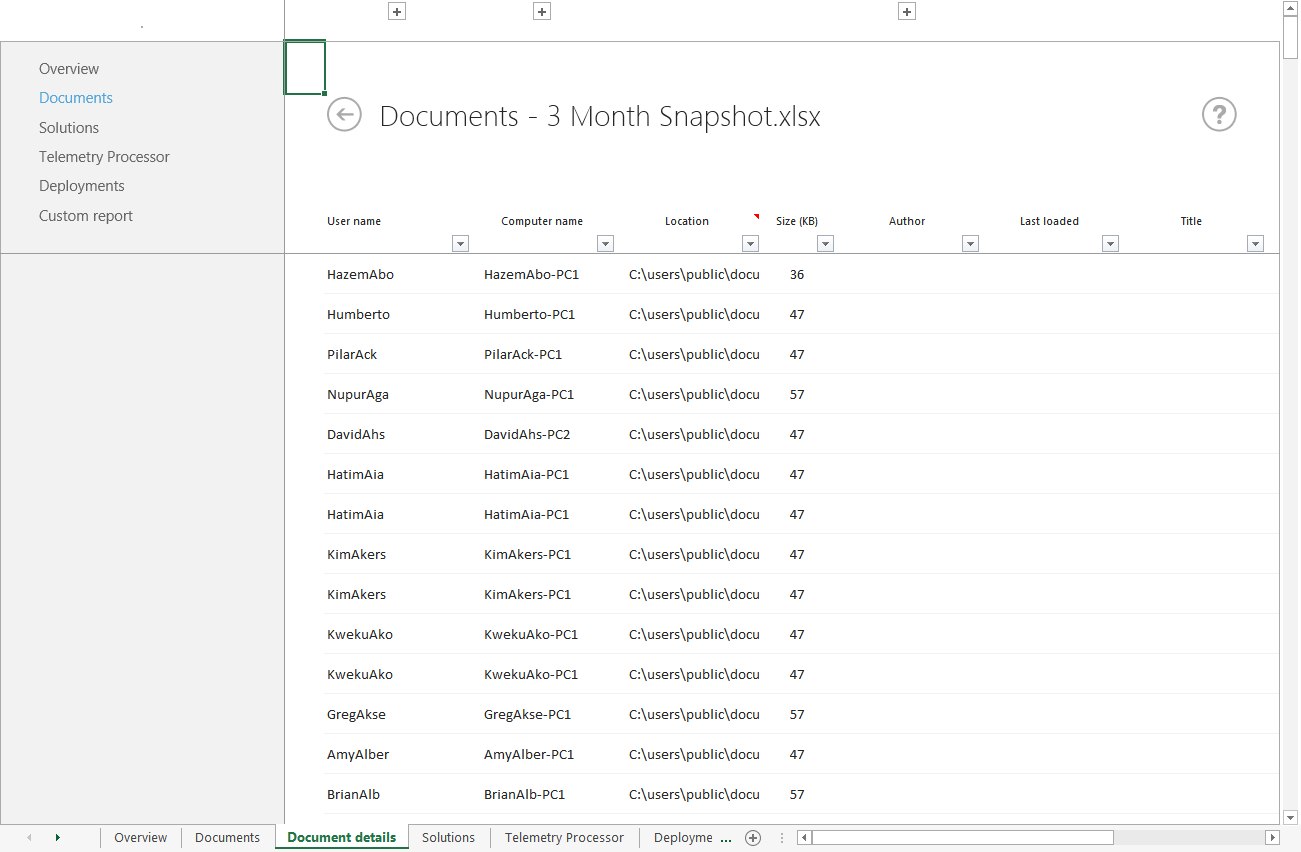 Overview
Documents
Solutions
Telemetry Processor
Deployments
Custom report
Documents - 3 Month Snapshot.xlsx
?
User name Computer name Location Size (KB) Author Last loaded Title
HazemAbo HazemAbo-PC1 C:\users\public\docu 36
Humberto Humberto-PC1 C:\users\public\docu 47
PilarAck PilarAck-PC1 C:\users\public\docu 47
NupurAga NupurAga-PC1 C:\users\public\docu 57
DavidAhs DavidAhs-PC2 C:\users\public\docu 47
HatimAia HatimAia-PC1 C:\users\public\docu 47
HatimAia HatimAia-PC1 C:\users\public\docu 47
KimAkers KimAkers-PC1 C:\users\public\docu 47
KimAkers KimAkers-PC1 C:\users\public\docu 47
KwekuAko KwekuAko-PC1 C:\users\public\docu 47
KwekuAko KwekuAko-PC1 C:\users\public\docu 47
GregAkse GregAkse-PC1 C:\users\public\docu 57
AmyAlber AmyAlber-PC1 C:\users\public\docu 47
BrianAlb BrianAlb-PC1 C:\users\public\docu 57
Overview Documents Document details Solutions Telemetry Processor Deployme ...